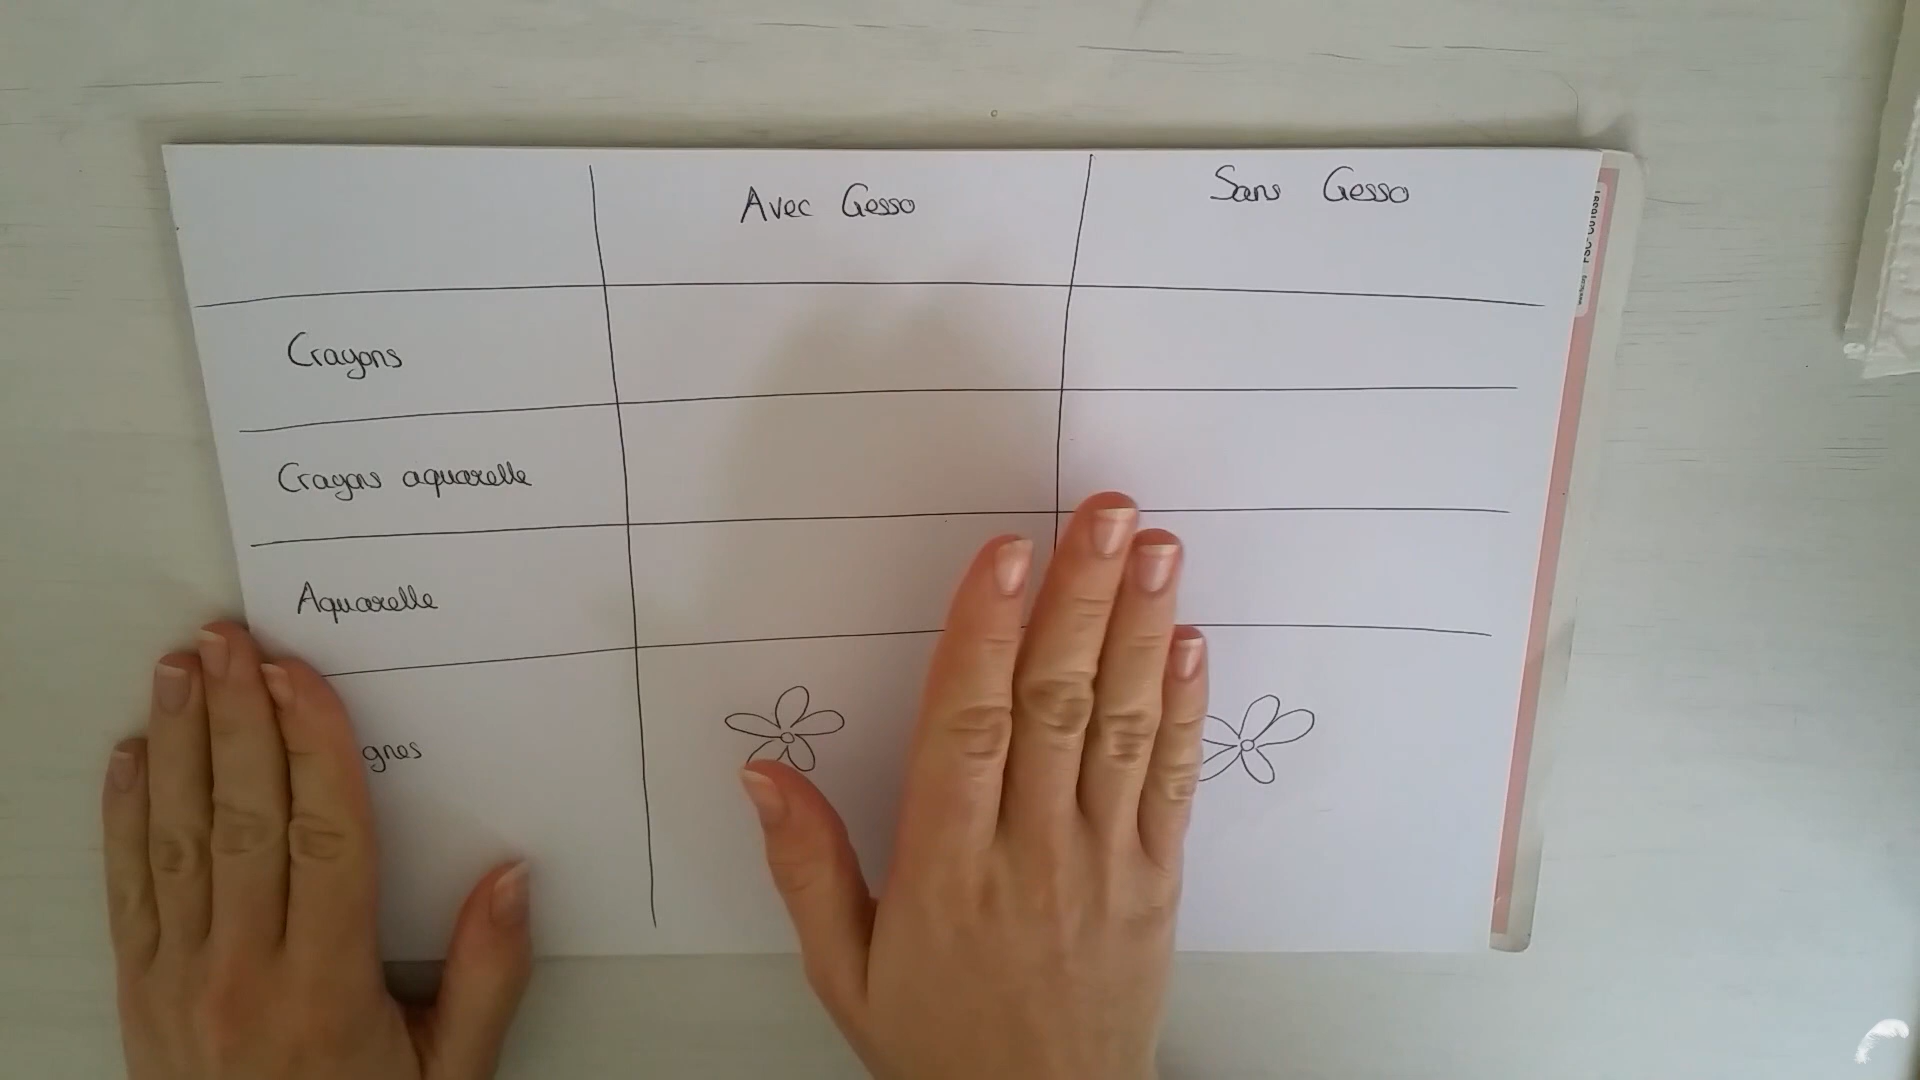 Avec Gesso
Sans Gesso
Crayons
Crayons aquarelle
Aquarelle
gnes